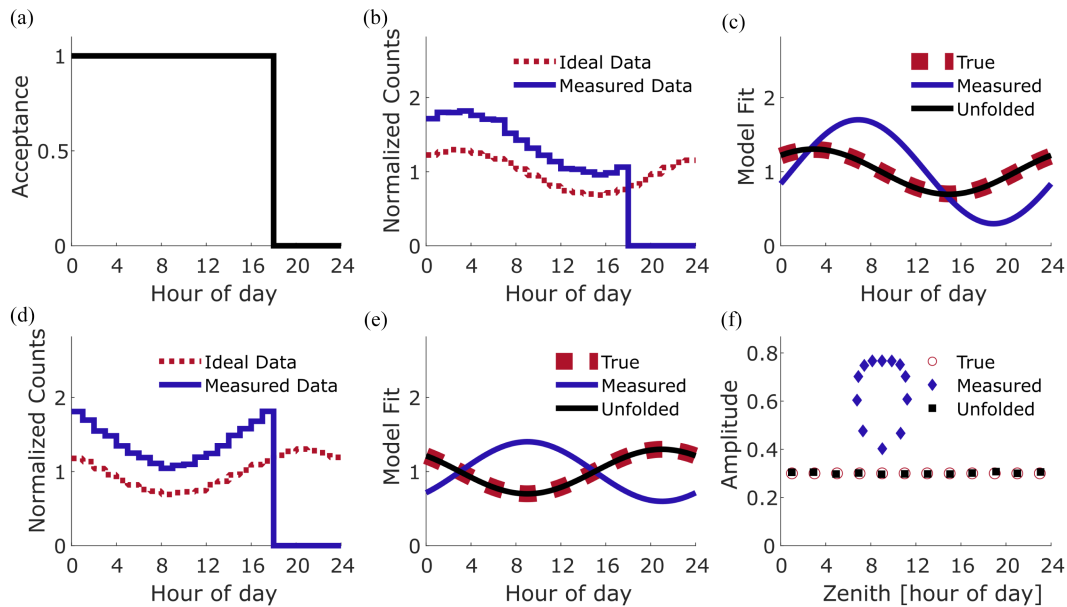 (a)
1
0.5
0
Acceptance
0 4 8 12 16 20 24
Hour of day
(b)
Ideal Data
Measured Data
2
1
0
Normalized Counts
0 4 8 12 16 20 24
Hour of day
(c)
True
Measured
Unfolded
2
1
0
Model Fit
0 4 8 12 16 20 24
Hour of day
(d)
Ideal Data
Measured Data
2
1
0
Normalized Counts
0 4 8 12 16 20 24
Hour of day
(e)
True
Measured
Unfolded
2
1
0
Model Fit
0 4 8 12 16 20 24
Hour of day
(f)
True
Measured
Unfolded
0.8
0.6
0.4
0.2
0
Amplitude
0 4 8 12 16 20 24
Zenith [hour of day]